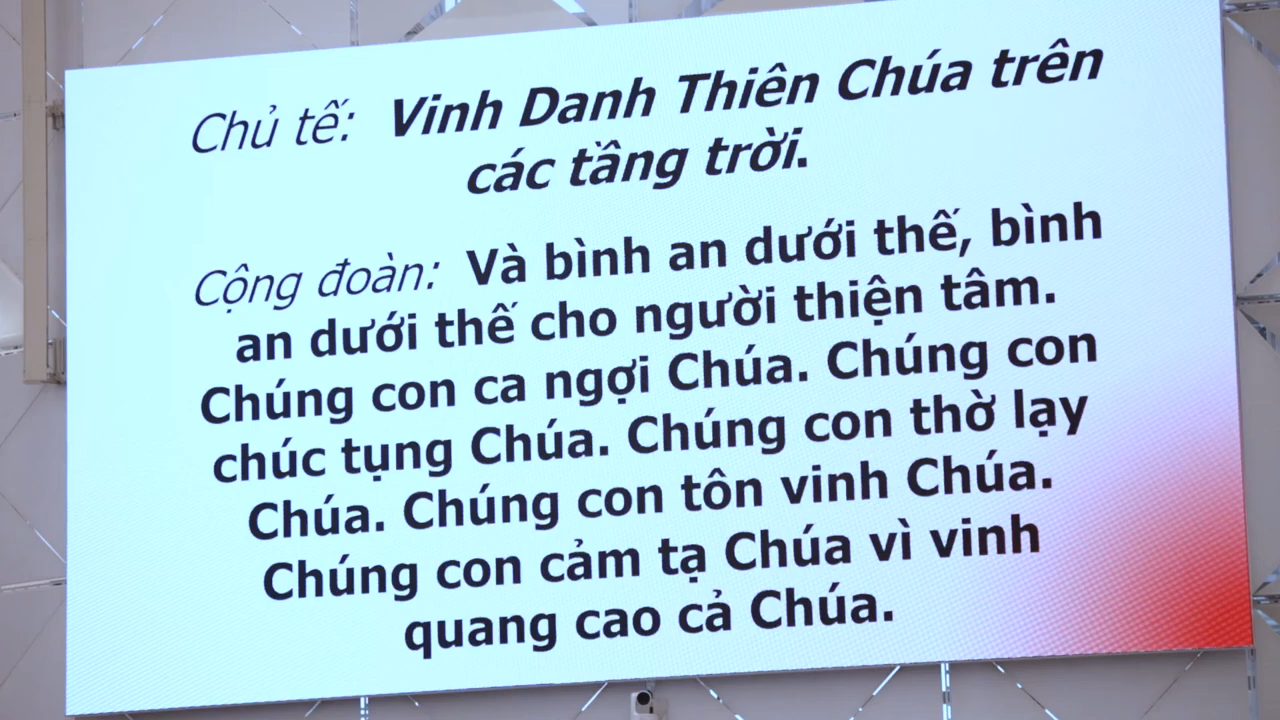 Chủ tế: Vinh Danh Thiên Chúa trên
các tầng trời.
Cộng đoàn: Và bình an dưới thế, bình
an dưới thế cho người thiện tâm.
Chúng con ca ngợi Chúa. Chúng con
chúc tụng Chúa. Chúng con thờ lạy
Chúa. Chúng con tôn vinh Chúa.
Chúng con cảm tạ Chúa vì vinh
quang cao cả Chúa.